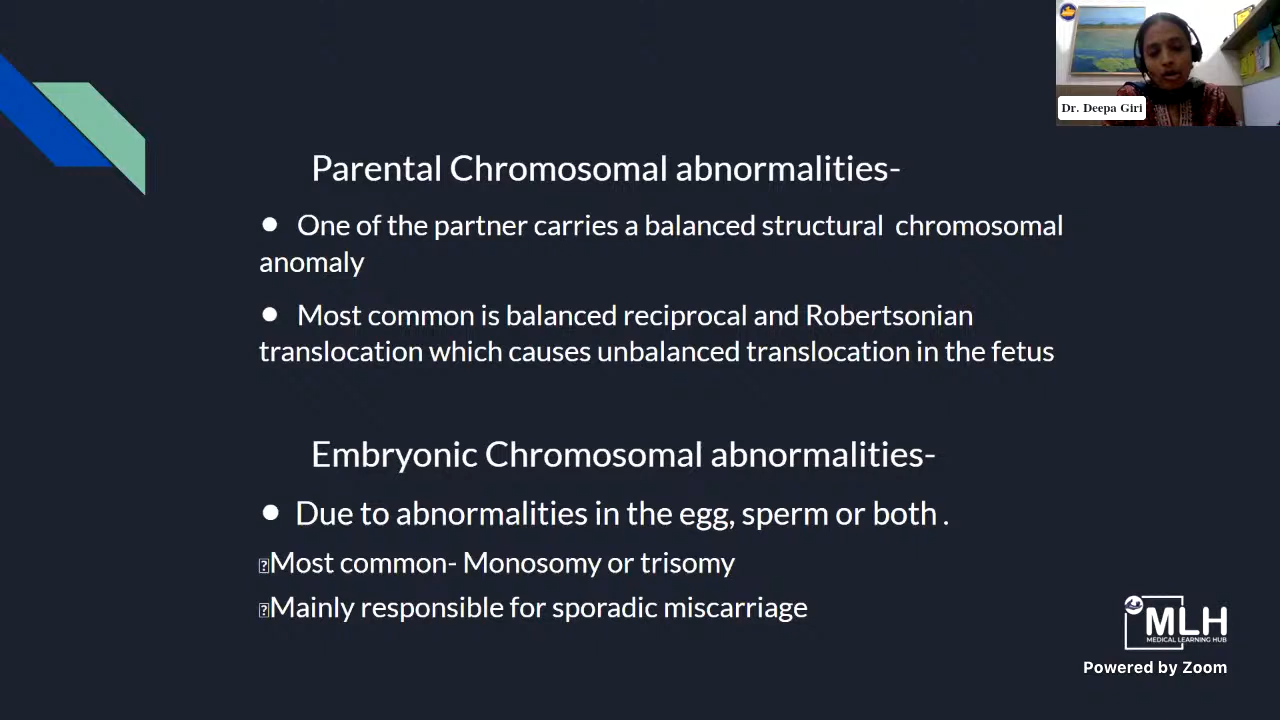 Dr. Deepa Giri
Parental Chromosomal abnormalities-
● One of the partner carries a balanced structural chromosomal
anomaly
● Most common is balanced reciprocal and Robertsonian
translocation which causes unbalanced translocation in the fetus
Embryonic Chromosomal abnormalities-
● Due to abnormalities in the egg, sperm or both .
Most common- Monosomy or trisomy
Mainly responsible for sporadic miscarriage
MLH
MEDICAL LEARNING HUB
Powered by Zoom